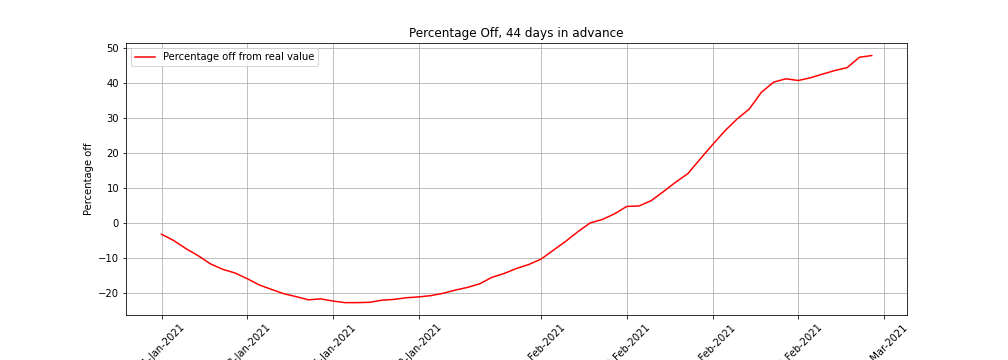 Percentage Off, 44 days in advance
Percentage off from real value
Percentage off
50
40
30
20
10
0
−10
−20
-Jan-2021
-Jan-2021
-Jan-2021
-Jan-2021
Feb-2021
-Feb-2021
-Feb-2021
-Feb-2021
Mar-2021